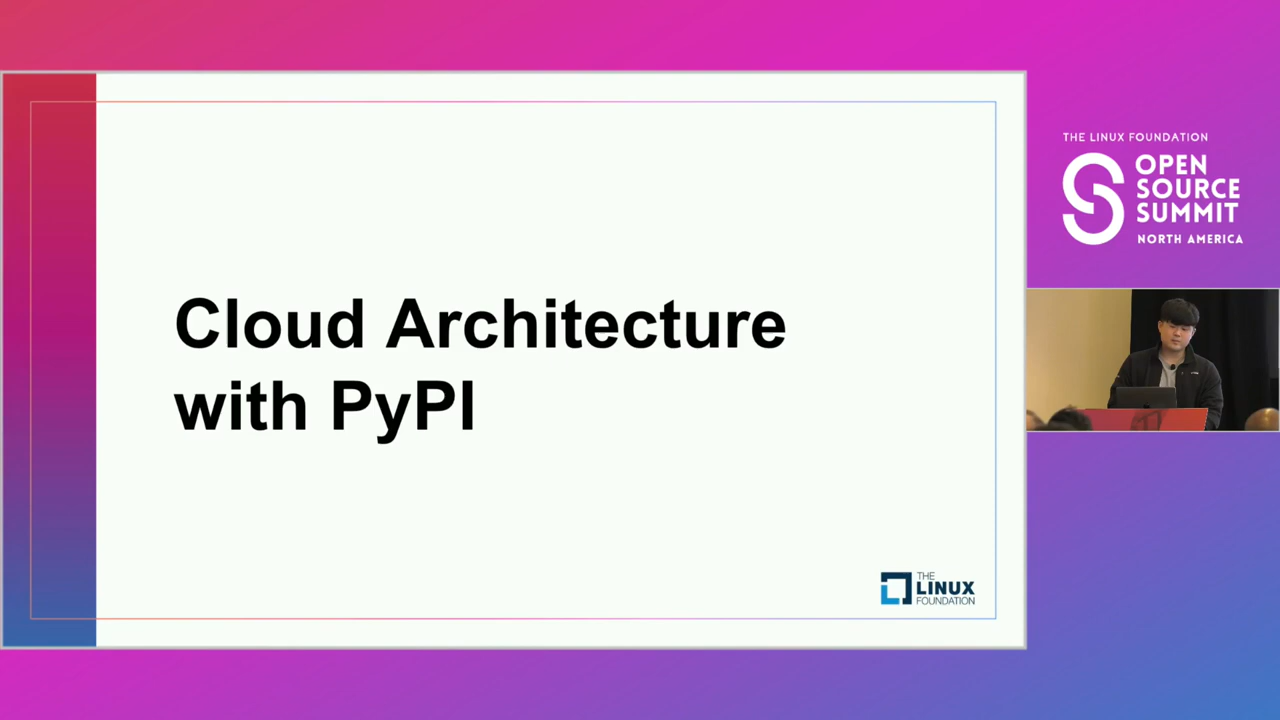 Cloud Architecture
with PyPI
THE
LINUX
FOUNDATION
THE LINUX FOUNDATION
OPEN
SOURCE
SUMMIT
NORTH AMERICA